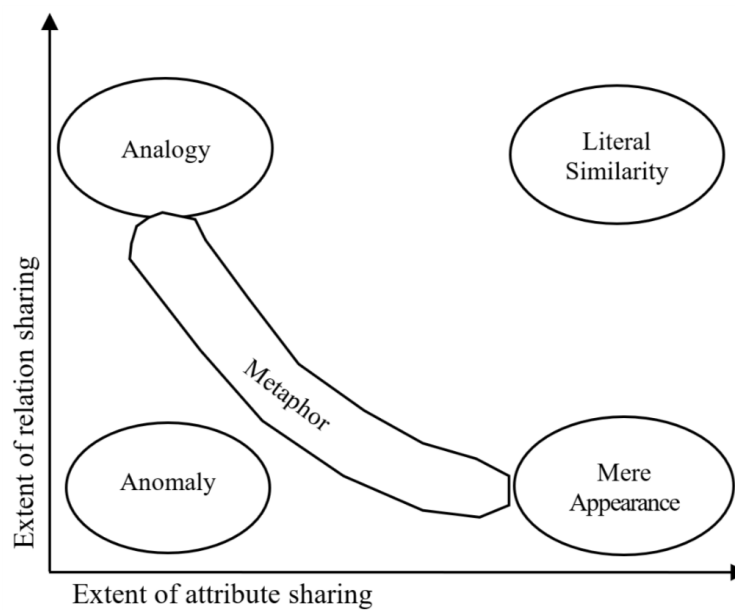 Analogy
Literal
Similarity
Extent of relation sharing
Metaphor
Anomaly
Mere
Appearance
Extent of attribute sharing